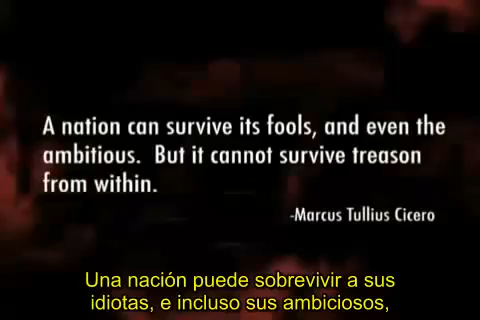 A nation can survive its fools, and even the
ambitious.  But it cannot survive treason
from within.
-Marcus Tullius Cicero
Una nación puede sobrevivir a sus
idiotas, e incluso sus ambiciosos,